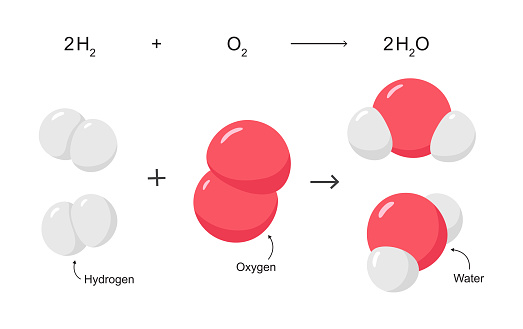 2H₂ + O₂ ⟶ 2H₂O
+ →
Hydrogen
Oxygen
Water